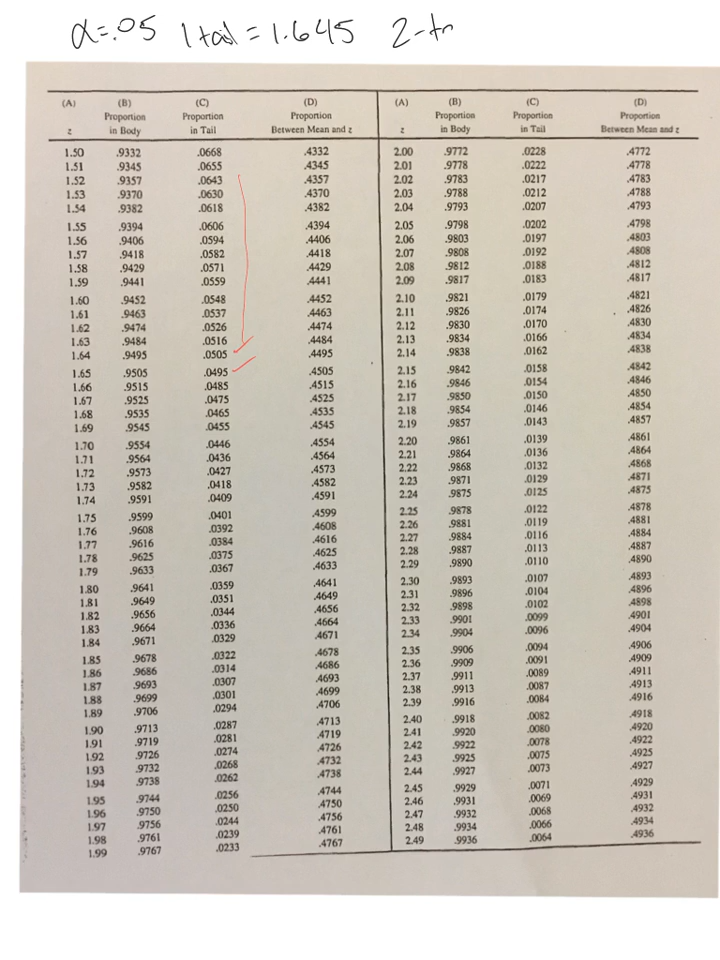 α=.05 1 tail = 1.645
(A) (B) (C) (D) (A) (B) (C) (D)
Proportion Proportion Proportion Proportion Proportion Proportion
z in Body in Tail Between Mean and z z in Body in Tail Between Mean and z
1.50 .9332 .0668 .4332 2.00 .9772 .0228 .4772
1.51 .9345 .0655 .4345 2.01 .9778 .0222 .4778
1.52 .9357 .0643 .4357 2.02 .9783 .0217 .4783
1.53 .9370 .0630 .4370 2.03 .9788 .0212 .4788
1.54 .9382 .0618 .4382 2.04 .9793 .0207 .4793
1.55 .9394 .0606 .4394 2.05 .9798 .0202 .4798
1.56 .9406 .0594 .4406 2.06 .9803 .0197 .4803
1.57 .9418 .0582 .4418 2.07 .9808 .0192 .4808
1.58 .9429 .0571 .4429 2.08 .9812 .0188 .4812
1.59 .9441 .0559 .4441 2.09 .9817 .0183 .4817
1.60 .9452 .0548 .4452 2.10 .9821 .0179 .4821
1.61 .9463 .0537 .4463 2.11 .9826 .0174 .4826
1.62 .9474 .0526 .4474 2.12 .9830 .0170 .4830
1.63 .9484 .0516 .4484 2.13 .9834 .0166 .4834
1.64 .9495 .0505 .4495 2.14 .9838 .0162 .4838
1.65 .9505 .0495 .4505 2.15 .9842 .0158 .4842
1.66 .9515 .0485 .4515 2.16 .9846 .0154 .4846
1.67 .9525 .0475 .4525 2.17 .9850 .0150 .4850
1.68 .9535 .0465 .4535 2.18 .9854 .0146 .4854
1.69 .9545 .0455 .4545 2.19 .9857 .0143 .4857
1.70 .9554 .0446 .4554 2.20 .9861 .0139 .4861
1.71 .9564 .0436 .4564 2.21 .9864 .0136 .4864
1.72 .9573 .0427 .4573 2.22 .9868 .0132 .4868
1.73 .9582 .0418 .4582 2.23 .9871 .0129 .4871
1.74 .9591 .0409 .4591 2.24 .9875 .0125 .4875
1.75 .9599 .0401 .4599 2.25 .9878 .0122 .4878
1.76 .9608 .0392 .4608 2.26 .9881 .0119 .4881
1.77 .9616 .0384 .4616 2.27 .9884 .0116 .4884
1.78 .9625 .0375 .4625 2.28 .9887 .0113 .4887
1.79 .9633 .0367 .4633 2.29 .9890 .0110 .4890
1.80 .9641 .0359 .4641 2.30 .9893 .0107 .4893
1.81 .9649 .0351 .4649 2.31 .9896 .0104 .4896
1.82 .9656 .0344 .4656 2.32 .9898 .0102 .4898
1.83 .9664 .0336 .4664 2.33 .9901 .0099 .4901
1.84 .9671 .0329 .4671 2.34 .9904 .0096 .4904
1.85 .9678 .0322 .4678 2.35 .9906 .0094 .4906
1.86 .9686 .0314 .4686 2.36 .9909 .0091 .4909
1.87 .9693 .0307 .4693 2.37 .9911 .0089 .4911
1.88 .9699 .0301 .4699 2.38 .9913 .0087 .4913
1.89 .9706 .0294 .4706 2.39 .9916 .0084 .4916
1.90 .9713 .0287 .4713 2.40 .9918 .0082 .4918
1.91 .9719 .0281 .4719 2.41 .9920 .0080 .4920
1.92 .9726 .0274 .4726 2.42 .9922 .0078 .4922
1.93 .9732 .0268 .4732 2.43 .9925 .0075 .4925
1.94 .9738 .0262 .4738 2.44 .9927 .0073 .4927
1.95 .9744 .0256 .4744 2.45 .9929 .0071 .4929
1.96 .9750 .0250 .4750 2.46 .9931 .0069 .4931
1.97 .9756 .0244 .4756 2.47 .9932 .0068 .4932
1.98 .9761 .0239 .4761 2.48 .9934 .0066 .4934
1.99 .9767 .0233 .4767 2.49 .9936 .0064 .4936